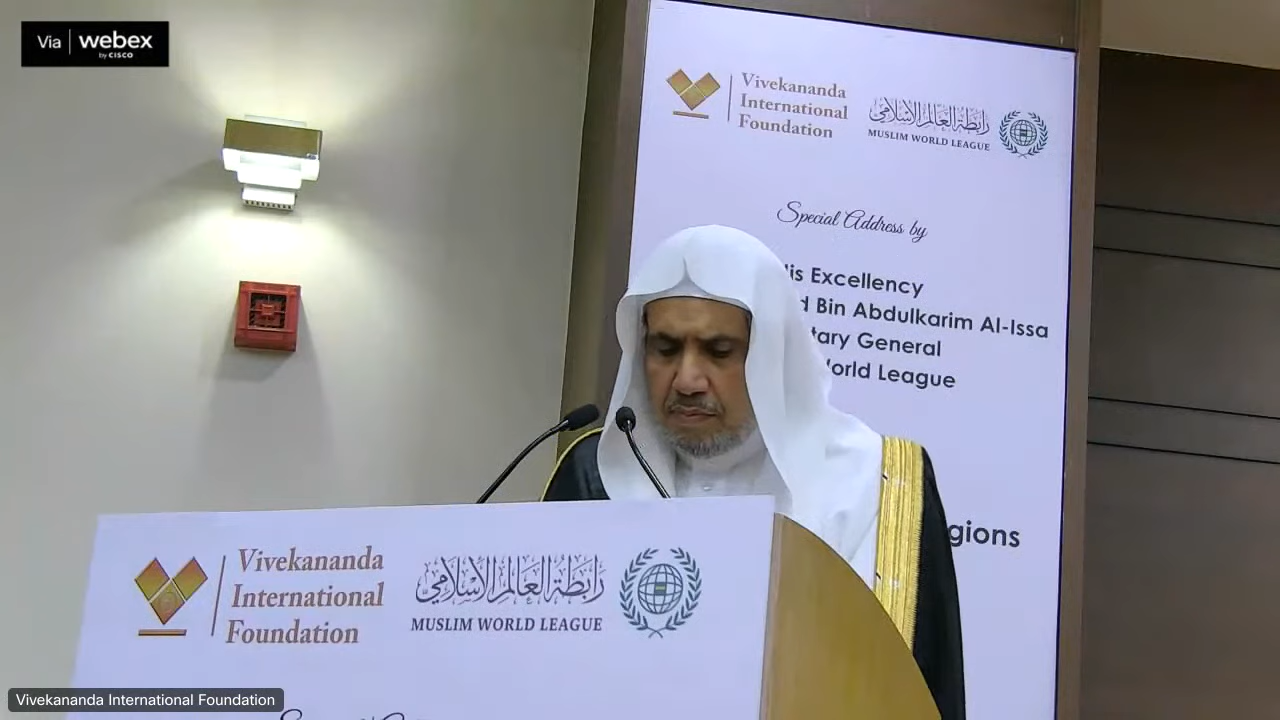 Via webex
by CISCO
Vivekananda
International
Foundation
رابطة العالم الإسلامي
MUSLIM WORLD LEAGUE
Special Address by
is Excellency
d Bin Abdulkarim Al-Issa
tary General
orld League
gions
Vivekananda
International
Foundation
رابطة العالم الإسلامي
MUSLIM WORLD LEAGUE
Vivekananda International Foundation